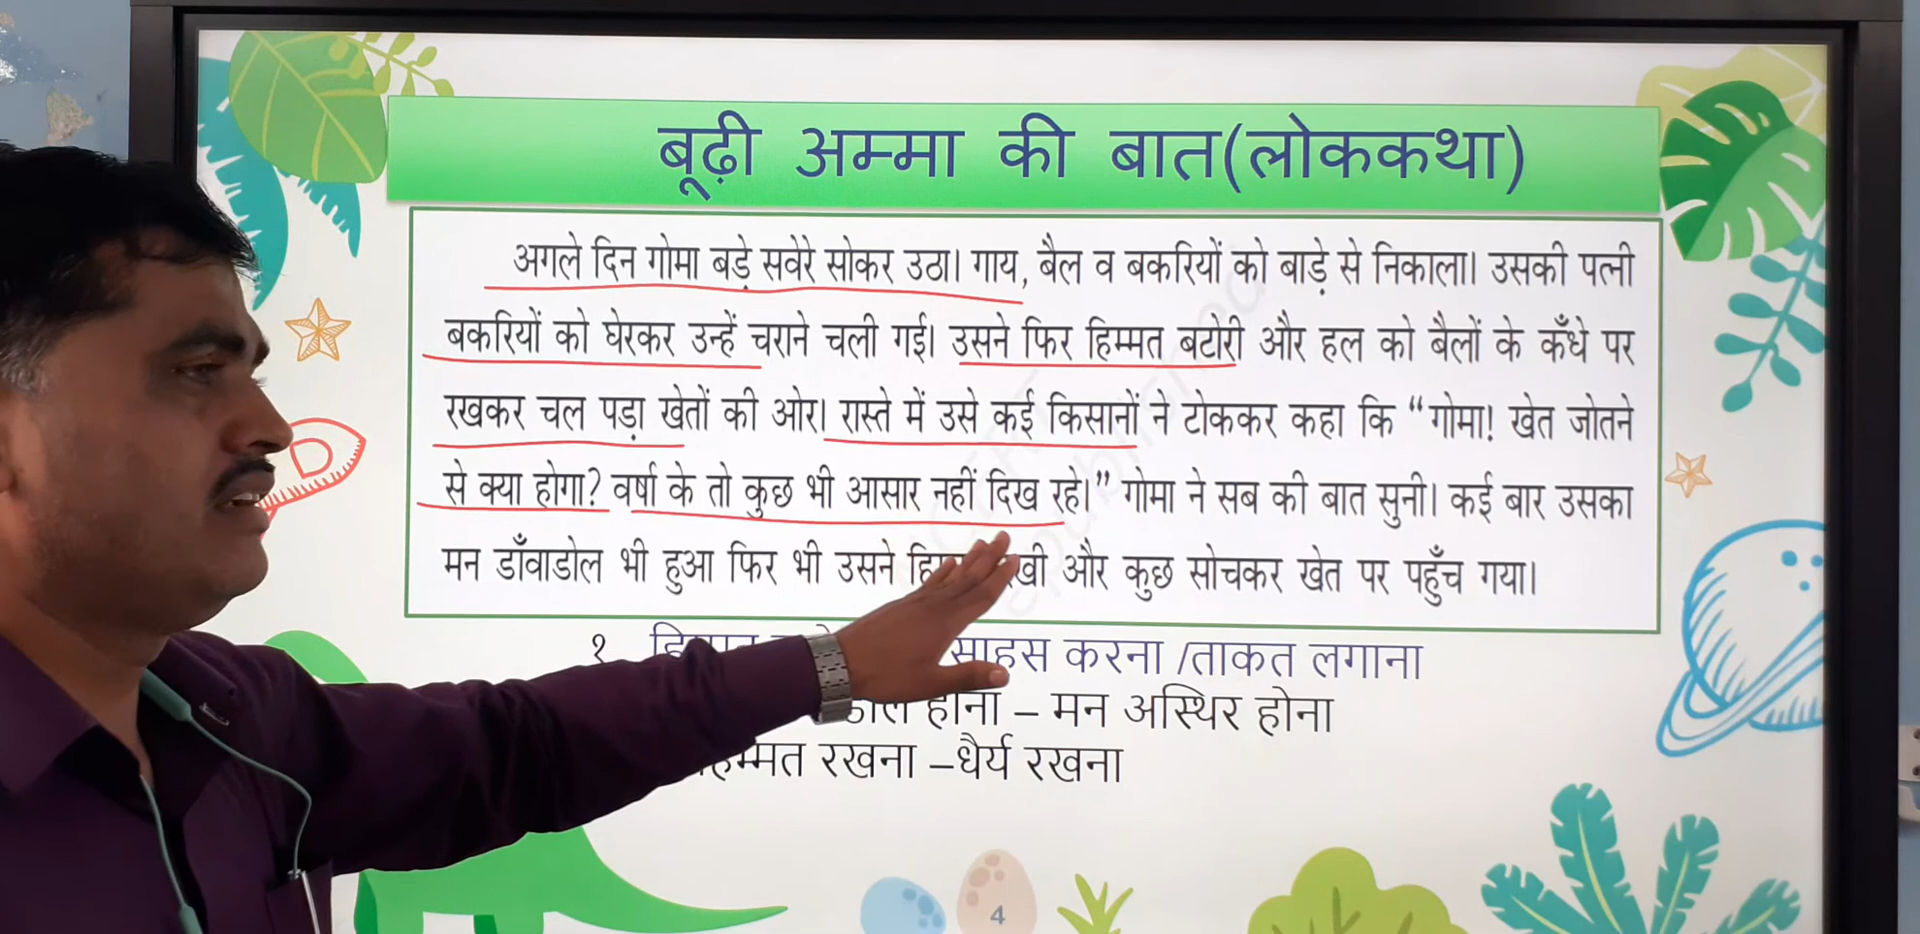 बूढ़ी अम्मा की बात(लोककथा)
अगले दिन गोमा बड़े सवेरे सोकर उठा। गाय, बैल व बकरियों को बाड़े से निकाला। उसकी पत्नी
बकरियों को घेरकर उन्हें चराने चली गई। उसने फिर हिम्मत बटोरी और हल को बैलों के कँधे पर
रखकर चल पड़ा खेतों की ओर। रास्ते में उसे कई किसानों ने टोककर कहा कि “गोमा! खेत जोतने
से क्या होगा? वर्षा के तो कुछ भी आसार नहीं दिख रहे।” गोमा ने सब की बात सुनी। कई बार उसका
मन डाँवाडोल भी हुआ फिर भी उसने और कुछ सोचकर खेत पर पहुँच गया।
१ साहस करना /ताकत लगाना
होना – मन अस्थिर होना
रखना –धैर्य रखना
4